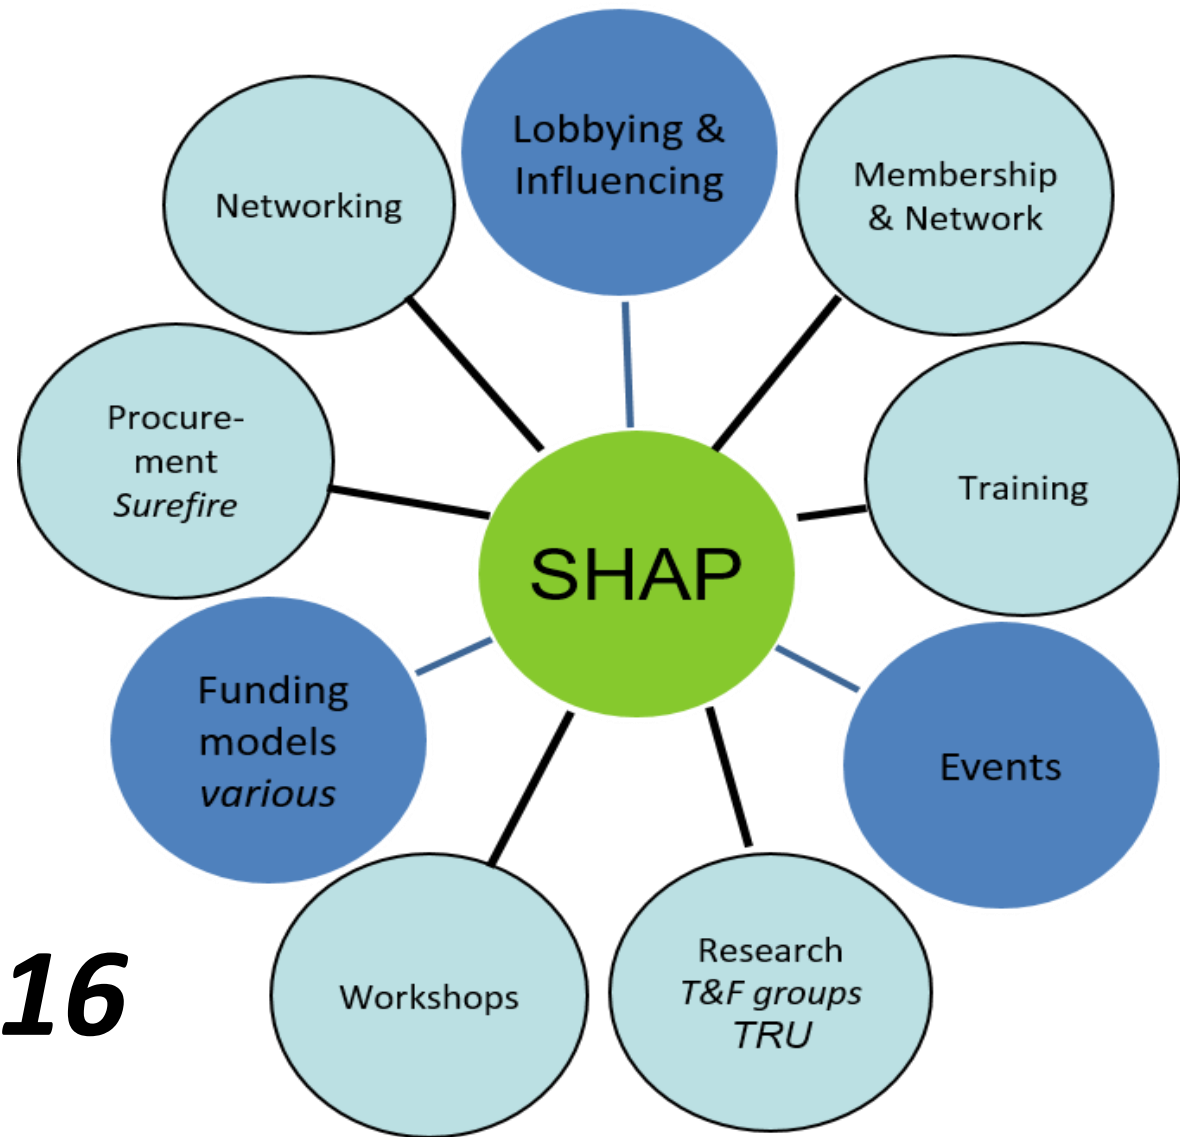 Lobbying &
Influencing
Membership
& Network
Networking
Procure-
ment
Surefire
Training
SHAP
Funding
models
various
Events
Research
T&F groups
TRU
Workshops
16